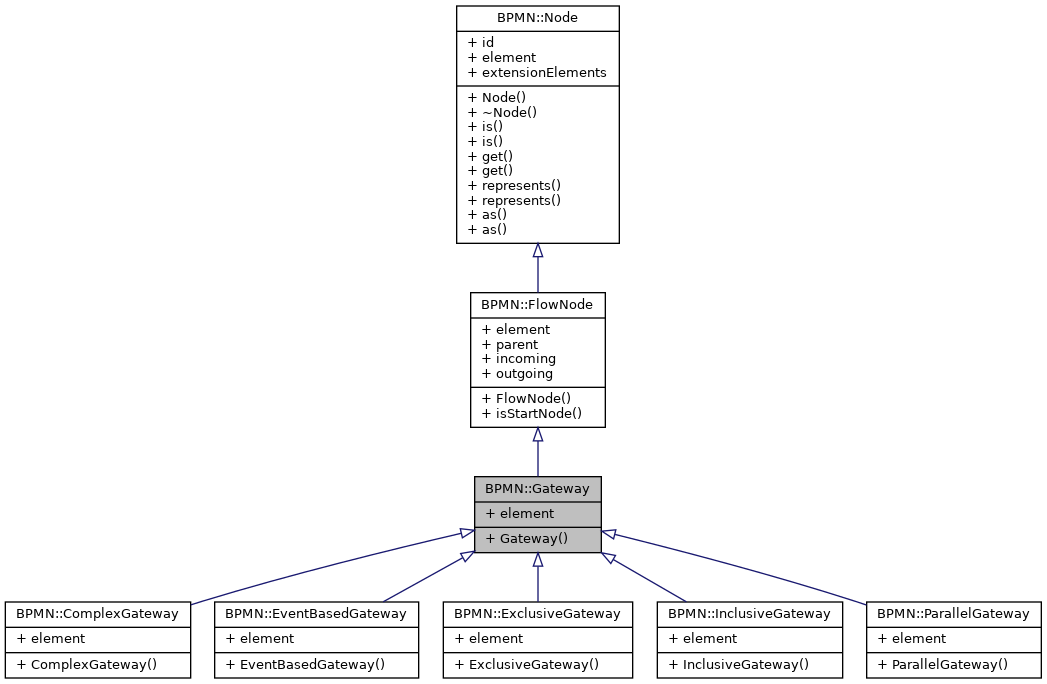 BPMN::Node
+ id
+ element
+ extensionElements
+ Node()
+ ~Node()
+ is()
+ is()
+ get()
+ get()
+ represents()
+ represents()
+ as()
+ as()
BPMN::FlowNode
+ element
+ parent
+ incoming
+ outgoing
+ FlowNode()
+ isStartNode()
BPMN::Gateway
+ element
+ Gateway()
BPMN::ComplexGateway
+ element
+ ComplexGateway()
BPMN::EventBasedGateway
+ element
+ EventBasedGateway()
BPMN::ExclusiveGateway
+ element
+ ExclusiveGateway()
BPMN::InclusiveGateway
+ element
+ InclusiveGateway()
BPMN::ParallelGateway
+ element
+ ParallelGateway()